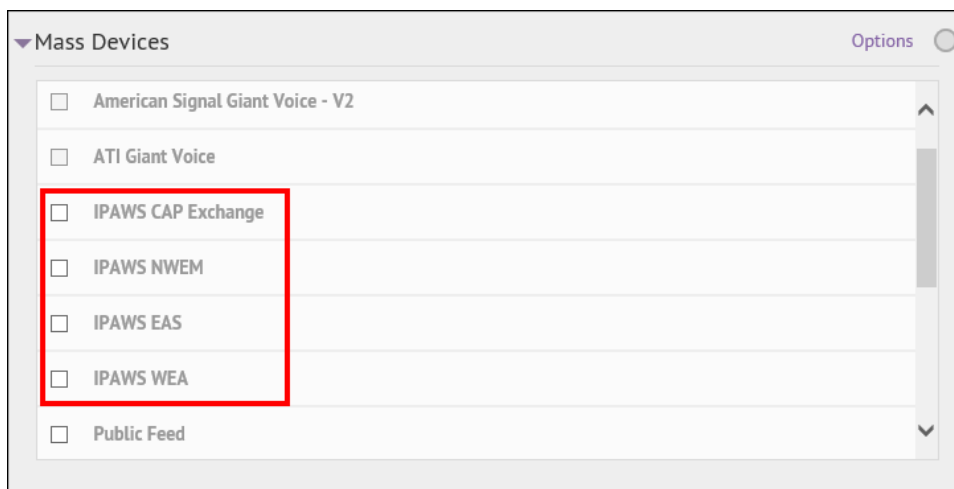 Mass Devices
Options
American Signal Giant Voice - V2
ATI Giant Voice
IPAWS CAP Exchange
IPAWS NWEM
IPAWS EAS
IPAWS WEA
Public Feed